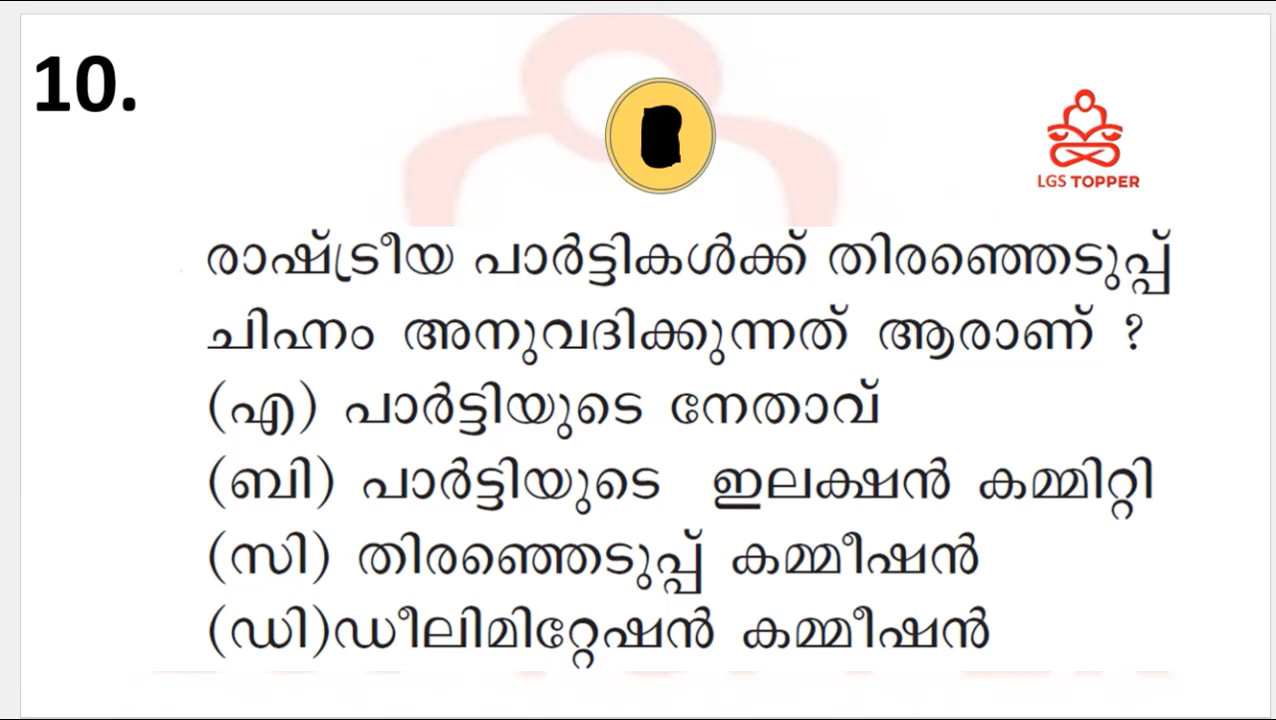 10.
LGS TOPPER
രാഷ്ട്രീയ പാർട്ടികൾക്ക് തിരഞ്ഞെടുപ്പ്
ചിഹ്നം അനുവദിക്കുന്നത് ആരാണ് ?
(എ) പാർട്ടിയുടെ നേതാവ്
(ബി) പാർട്ടിയുടെ ഇലക്ഷൻ കമ്മിറ്റി
(സി) തിരഞ്ഞെടുപ്പ് കമ്മീഷൻ
(ഡി)ഡീലിമിറ്റേഷൻ കമ്മീഷൻ